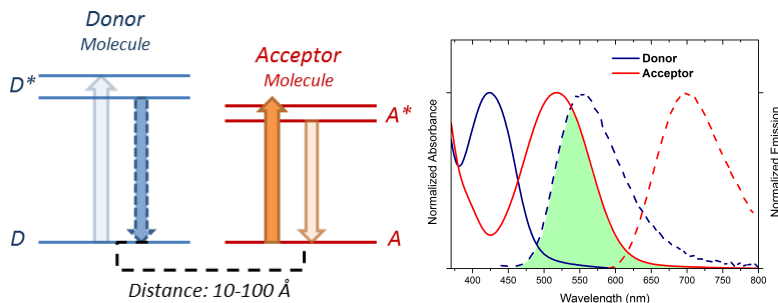 Donor
Molecule
Acceptor
Molecule
D*
A*
D
A
Distance: 10-100 Å
Donor
Acceptor
Normalized Absorbance
Normalized Emission
400 450 500 550 600 650 700 750 800
Wavelength (nm)